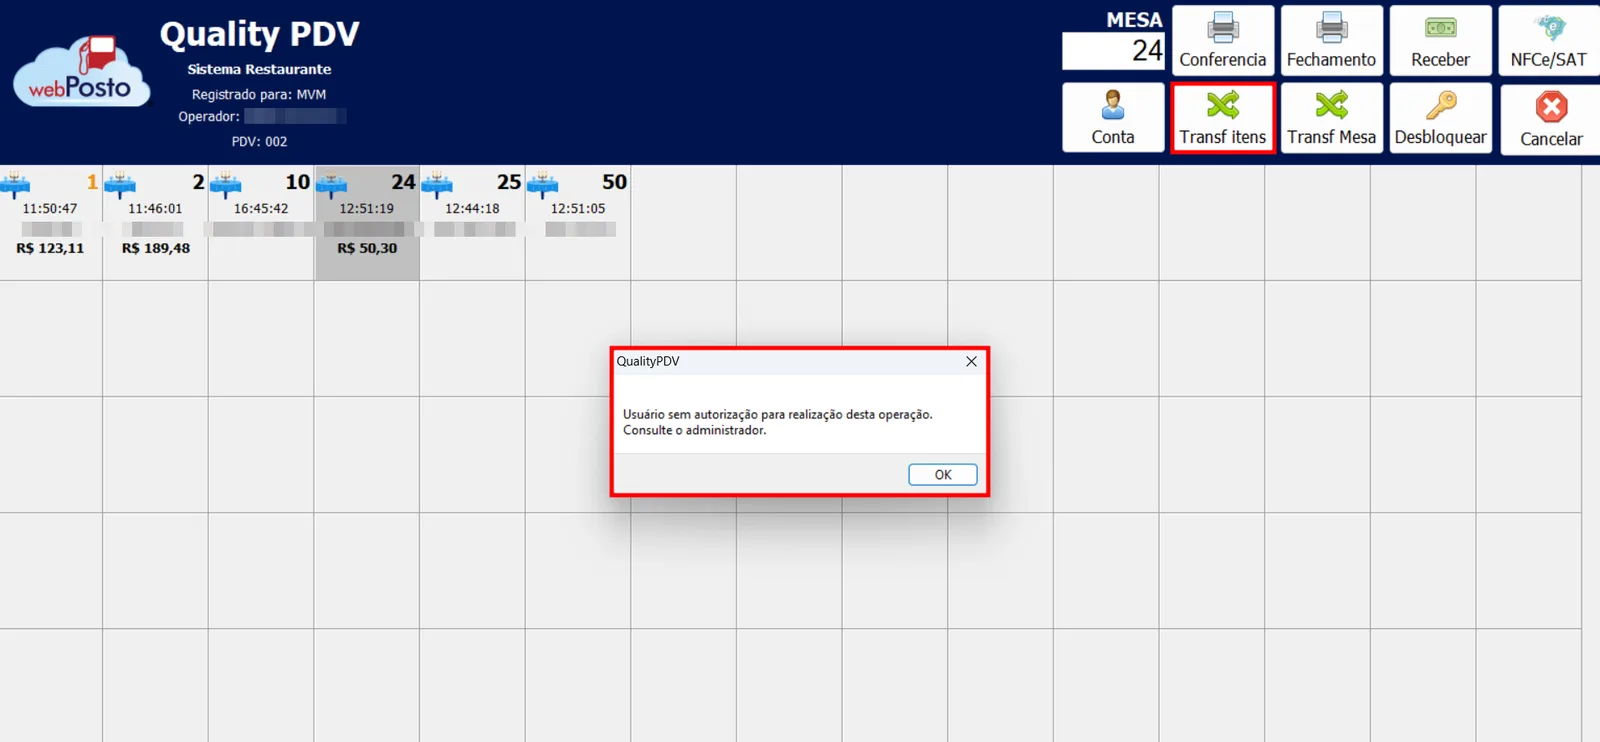 webPosto
Quality PDV
Sistema Restaurante
Registrado para: MVM
Operador:
PDV: 002
MESA
24
Conferencia
Fechamento
Receber
NFCe/SAT
Conta
Transf itens
Transf Mesa
Desbloquear
Cancelar
1
11:50:47
R$ 123,11
2
11:46:01
R$ 189,48
10
16:45:42
24
12:51:19
R$ 50,30
25
12:44:18
50
12:51:05
QualityPDV
Usuário sem autorização para realização desta operação.
Consulte o administrador.
OK